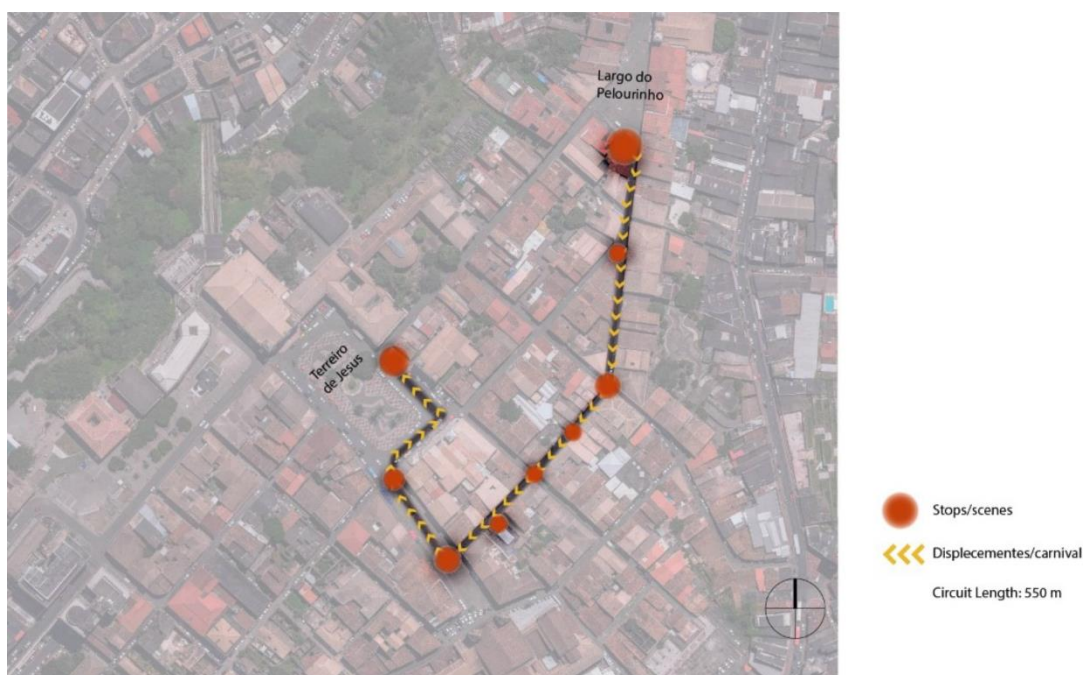 Largo do
Pelourinho
Terreiro
de Jesus
Stops/scenes
Displecementes/carnival
Circuit Length: 550 m